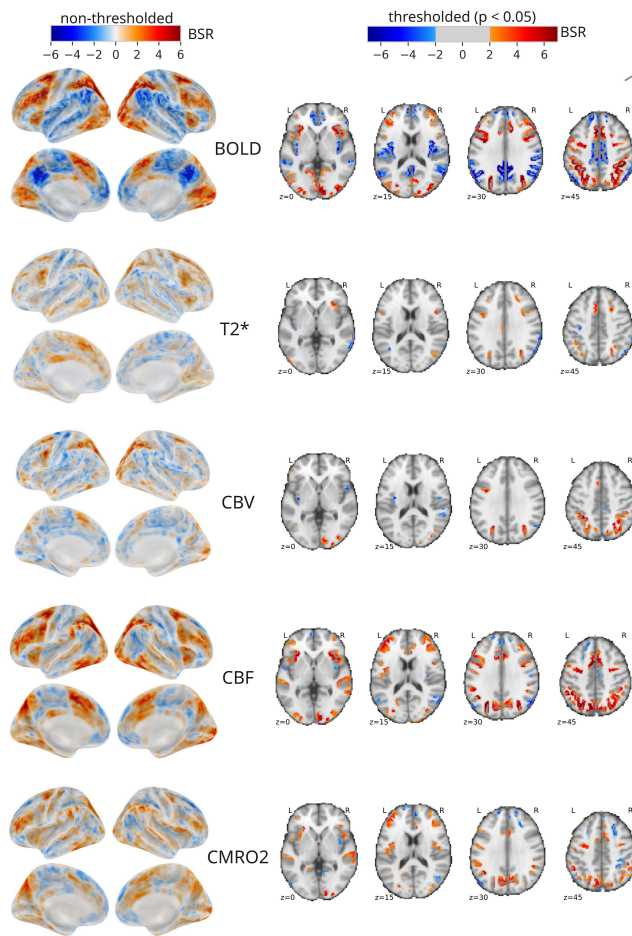 non-thresholded
BSR
−6 −4 −2 0 2 4 6
thresholded (p < 0.05)
BSR
−6 −4 −2 2 4 6
BOLD
L R
z=0 z=15 z=30 z=45
T2*
L R
z=0 z=15 z=30 z=45
CBV
L R
z=0 z=15 z=30 z=45
CBF
L R
z=0 z=15 z=30 z=45
CMRO2
L R
z=0 z=15 z=30 z=45